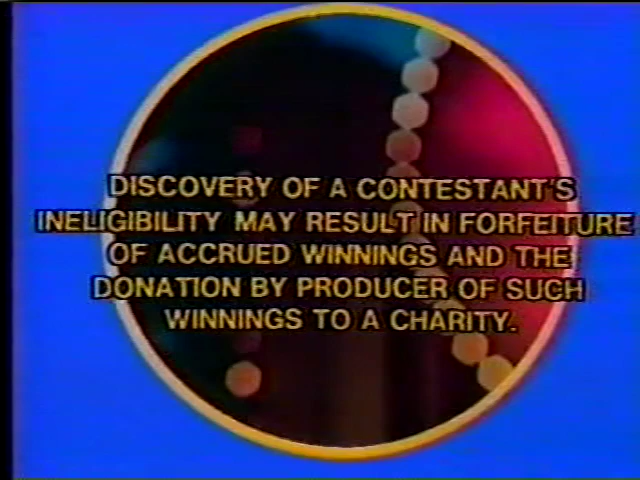 DISCOVERY OF A CONTESTANT'S
INELIGIBILITY MAY RESULT IN FORFEITURE
OF ACCRUED WINNINGS AND THE
DONATION BY PRODUCER OF SUCH
WINNINGS TO A CHARITY.